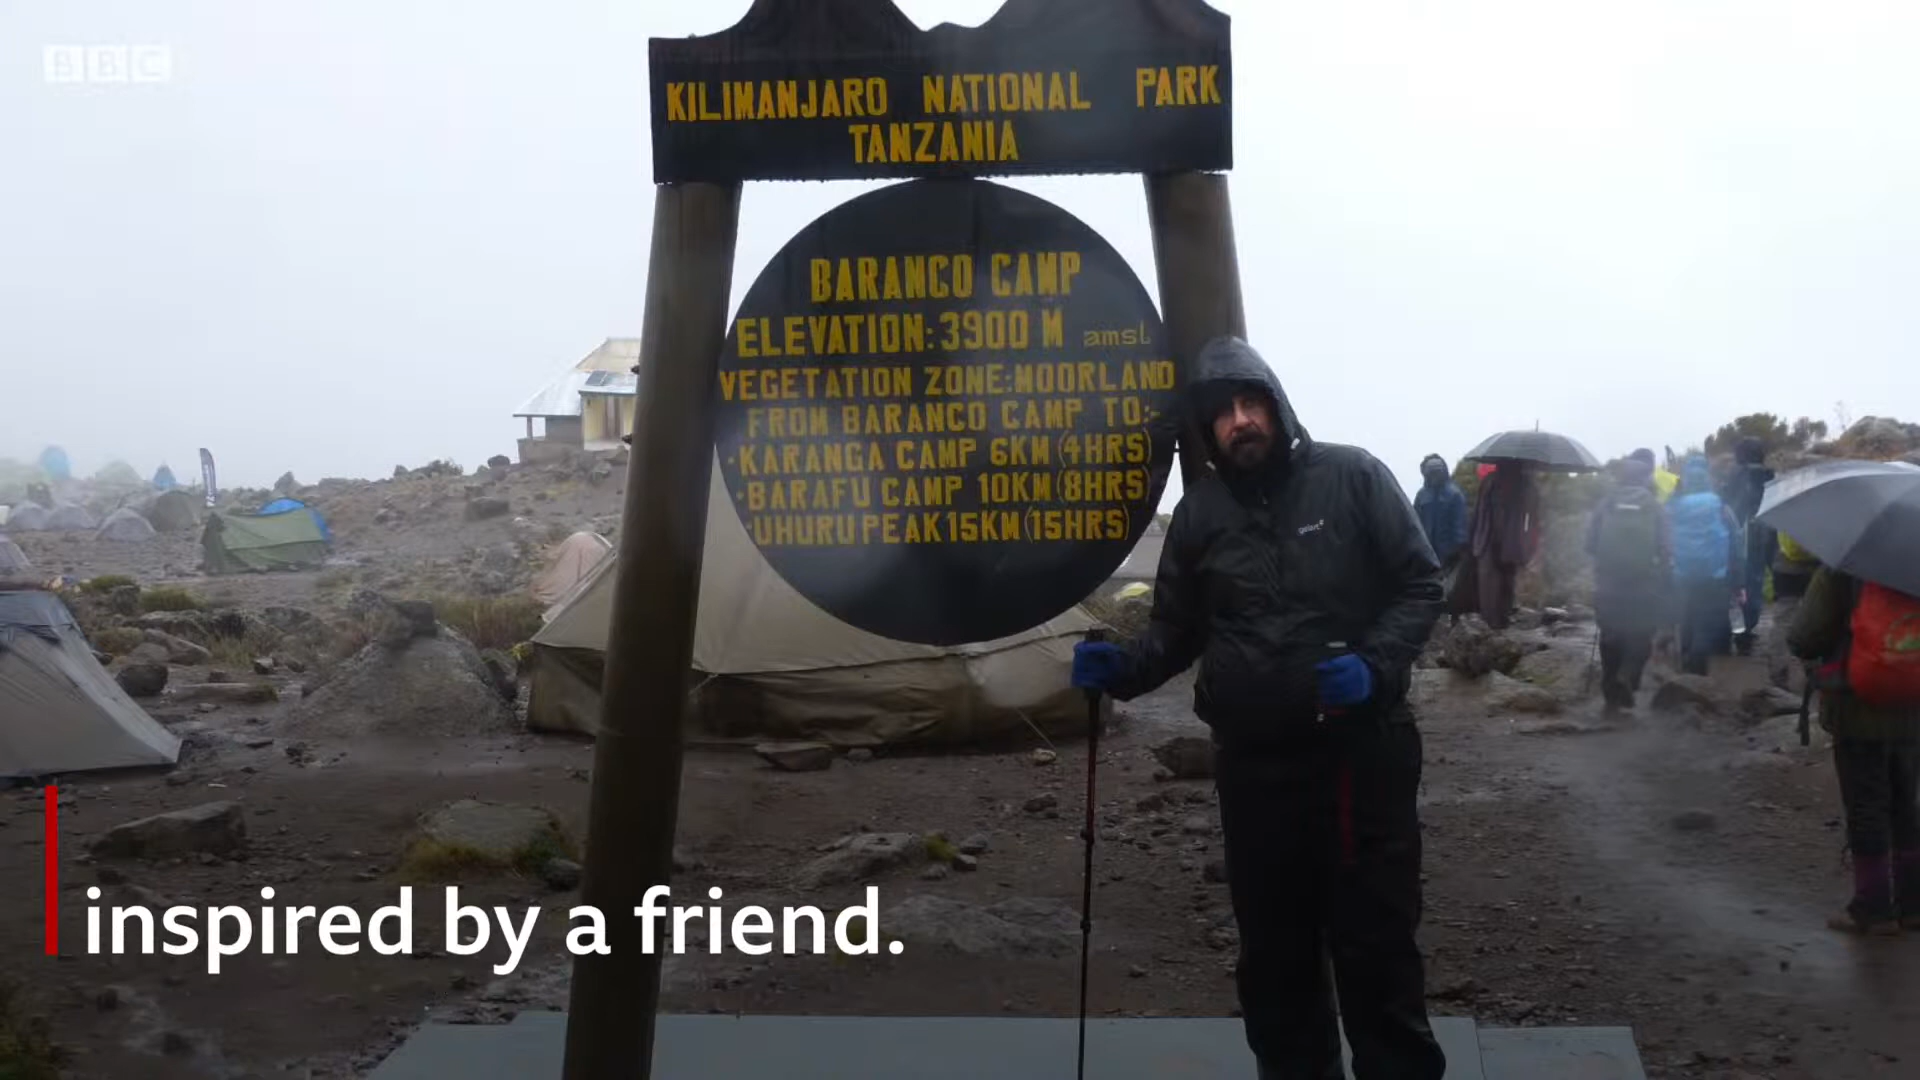 BBC
KILIMANJARO NATIONAL PARK
TANZANIA
BARANCO CAMP
ELEVATION: 3900 M amsl
VEGETATION ZONE: MOORLAND
FROM BARANCO CAMP TO:-
•KARANGA CAMP 6KM (4HRS)
•BARAFU CAMP 10KM (8HRS)
•UHURU PEAK 15KM (15HRS)
inspired by a friend.